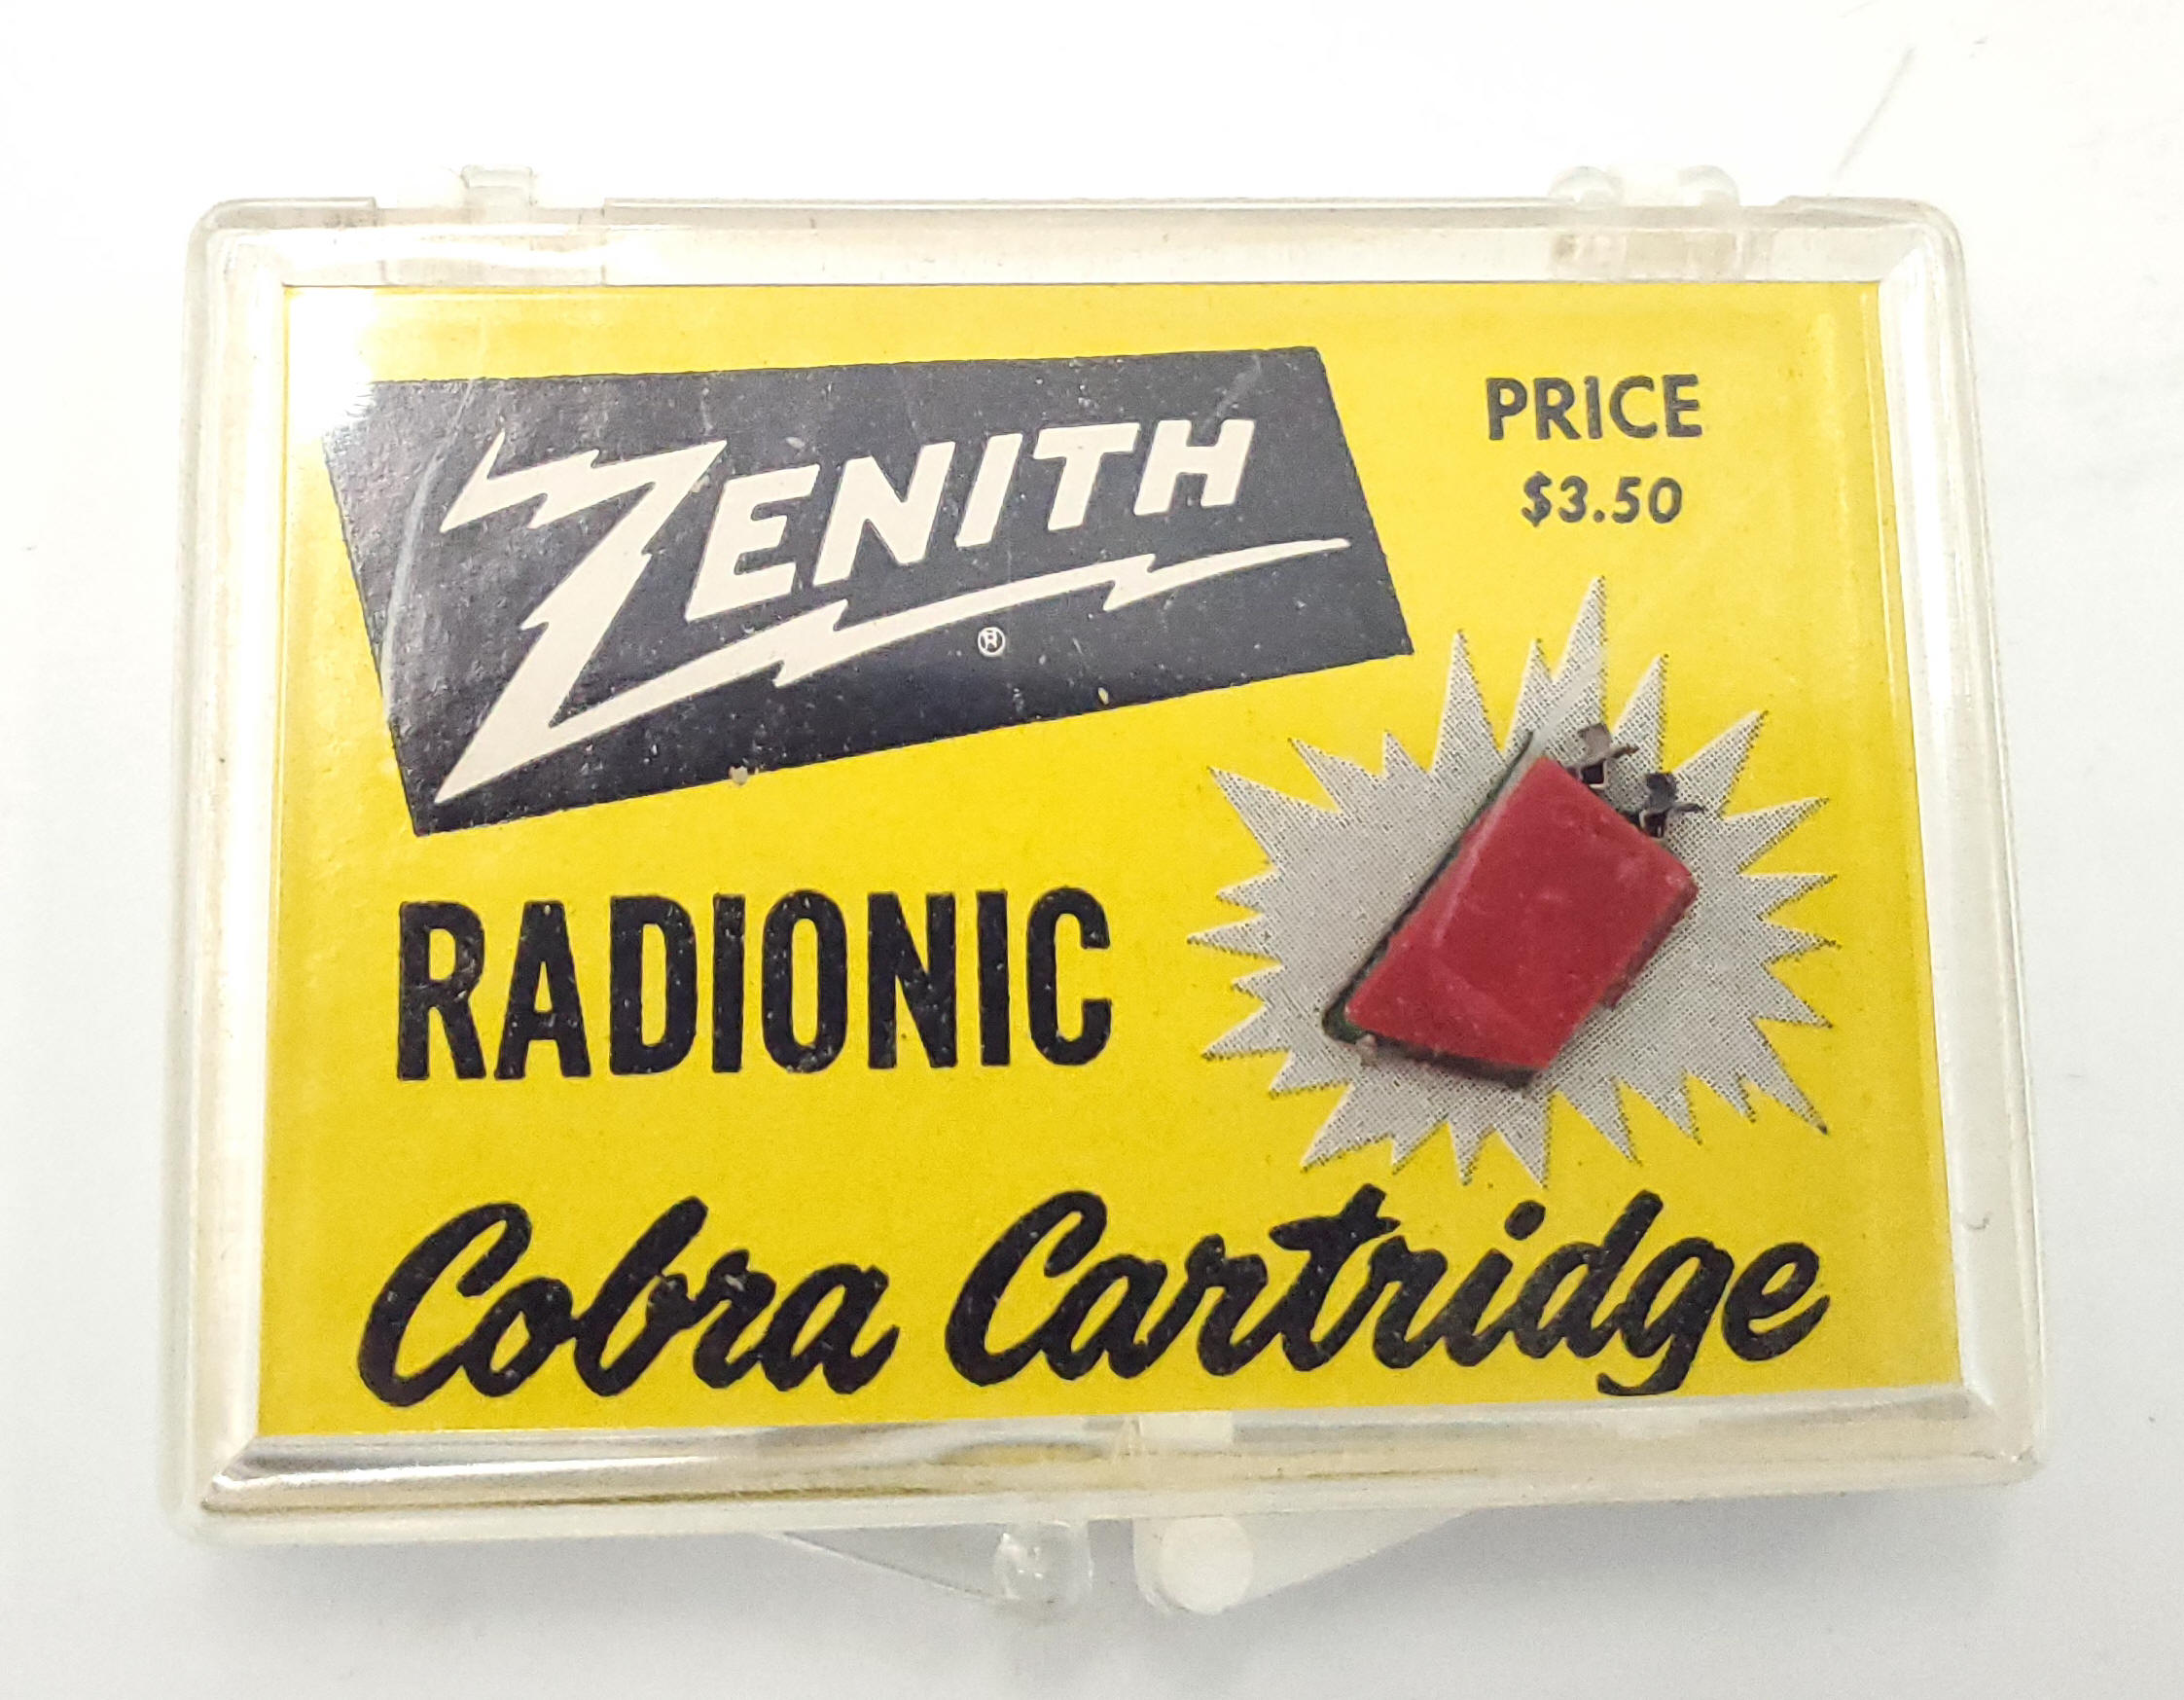 ZENITH
®
PRICE
$3.50
RADIONIC
Cobra Cartridge